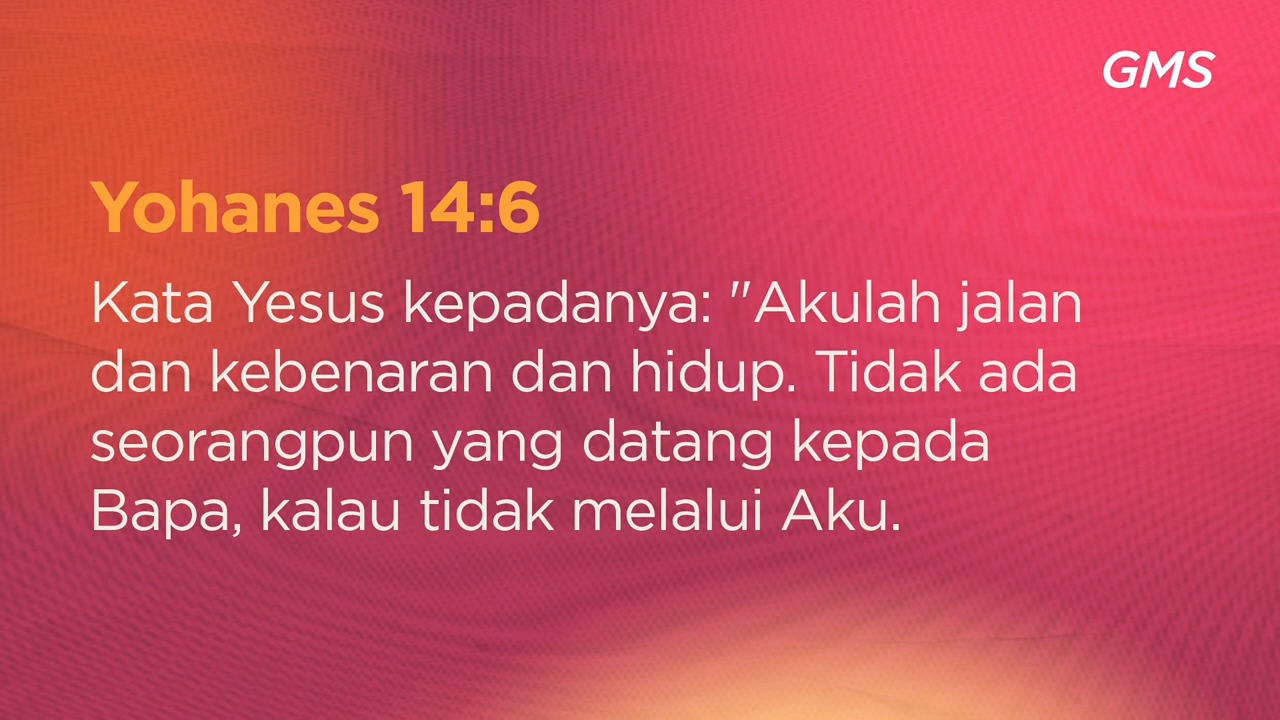 GMS
Yohanes 14:6
Kata Yesus kepadanya: "Akulah jalan
dan kebenaran dan hidup. Tidak ada
seorangpun yang datang kepada
Bapa, kalau tidak melalui Aku.